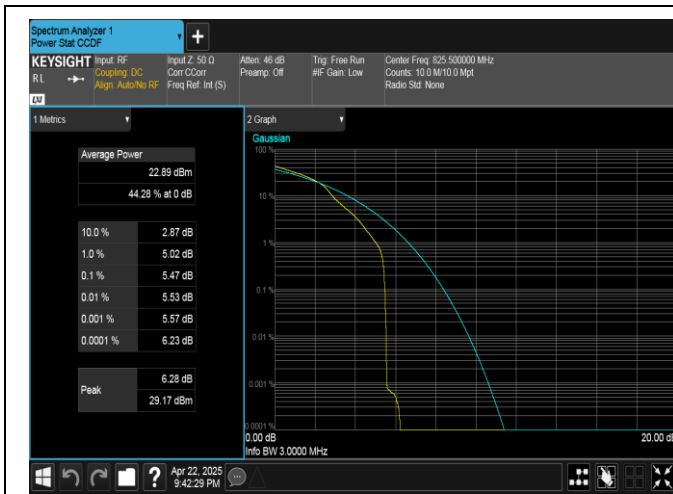 Spectrum Analyzer 1
Power Stat CCDF
+
KEYSIGHT
RL
LXI
Input: RF
Coupling: DC
Align: Auto/No RF
Input Z: 50 Ω
Corr CCorr
Freq Ref: Int (S)
Atten: 46 dB
Preamp: Off
Trig: Free Run
#IF Gain: Low
Center Freq: 825.500000 MHz
Counts: 10.0 M/10.0 Mpt
Radio Std: None
1 Metrics
Average Power
22.89 dBm
44.28 % at 0 dB
10.0 % 2.87 dB
1.0 % 5.02 dB
0.1 % 5.47 dB
0.01 % 5.53 dB
0.001 % 5.57 dB
0.0001 % 6.23 dB
Peak
6.28 dB
29.17 dBm
2 Graph
Gaussian
100 %
10 %
1 %
0.1 %
0.01 %
0.001 %
0.0001 %
0.00 dB 20.00 dB
Info BW 3.0000 MHz
?
Apr 22, 2025
9:42:29 PM